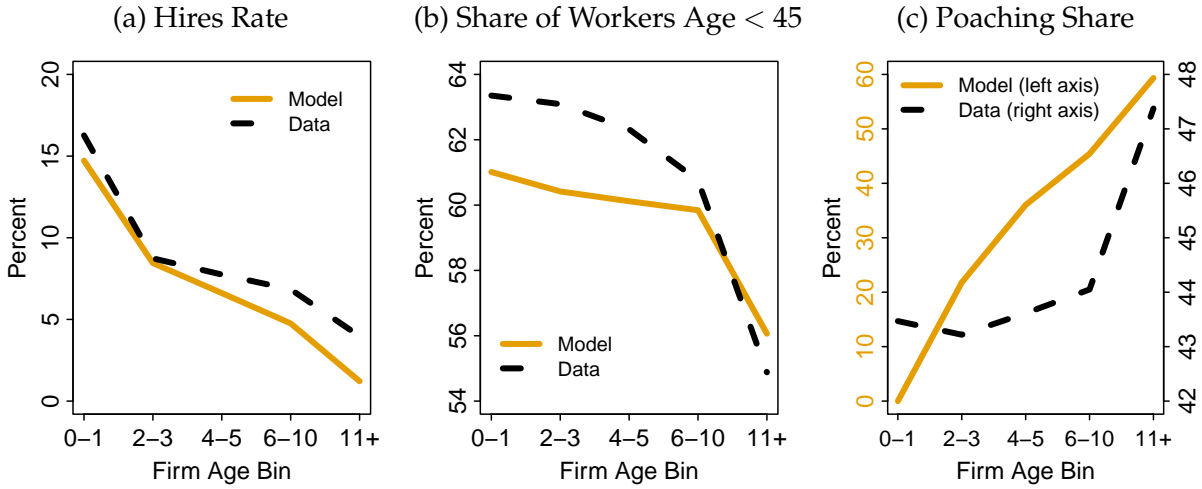 (a) Hires Rate
Percent
20
15
10
5
0
Model
Data
0−1
2−3
4−5
6−10
11+
Firm Age Bin
(b) Share of Workers Age < 45
Percent
64
62
60
58
56
54
Model
Data
0−1
2−3
4−5
6−10
11+
Firm Age Bin
(c) Poaching Share
Percent
60
50
40
30
20
10
0
Model (left axis)
Data (right axis)
48
47
46
45
44
43
42
0−1
2−3
4−5
6−10
11+
Firm Age Bin